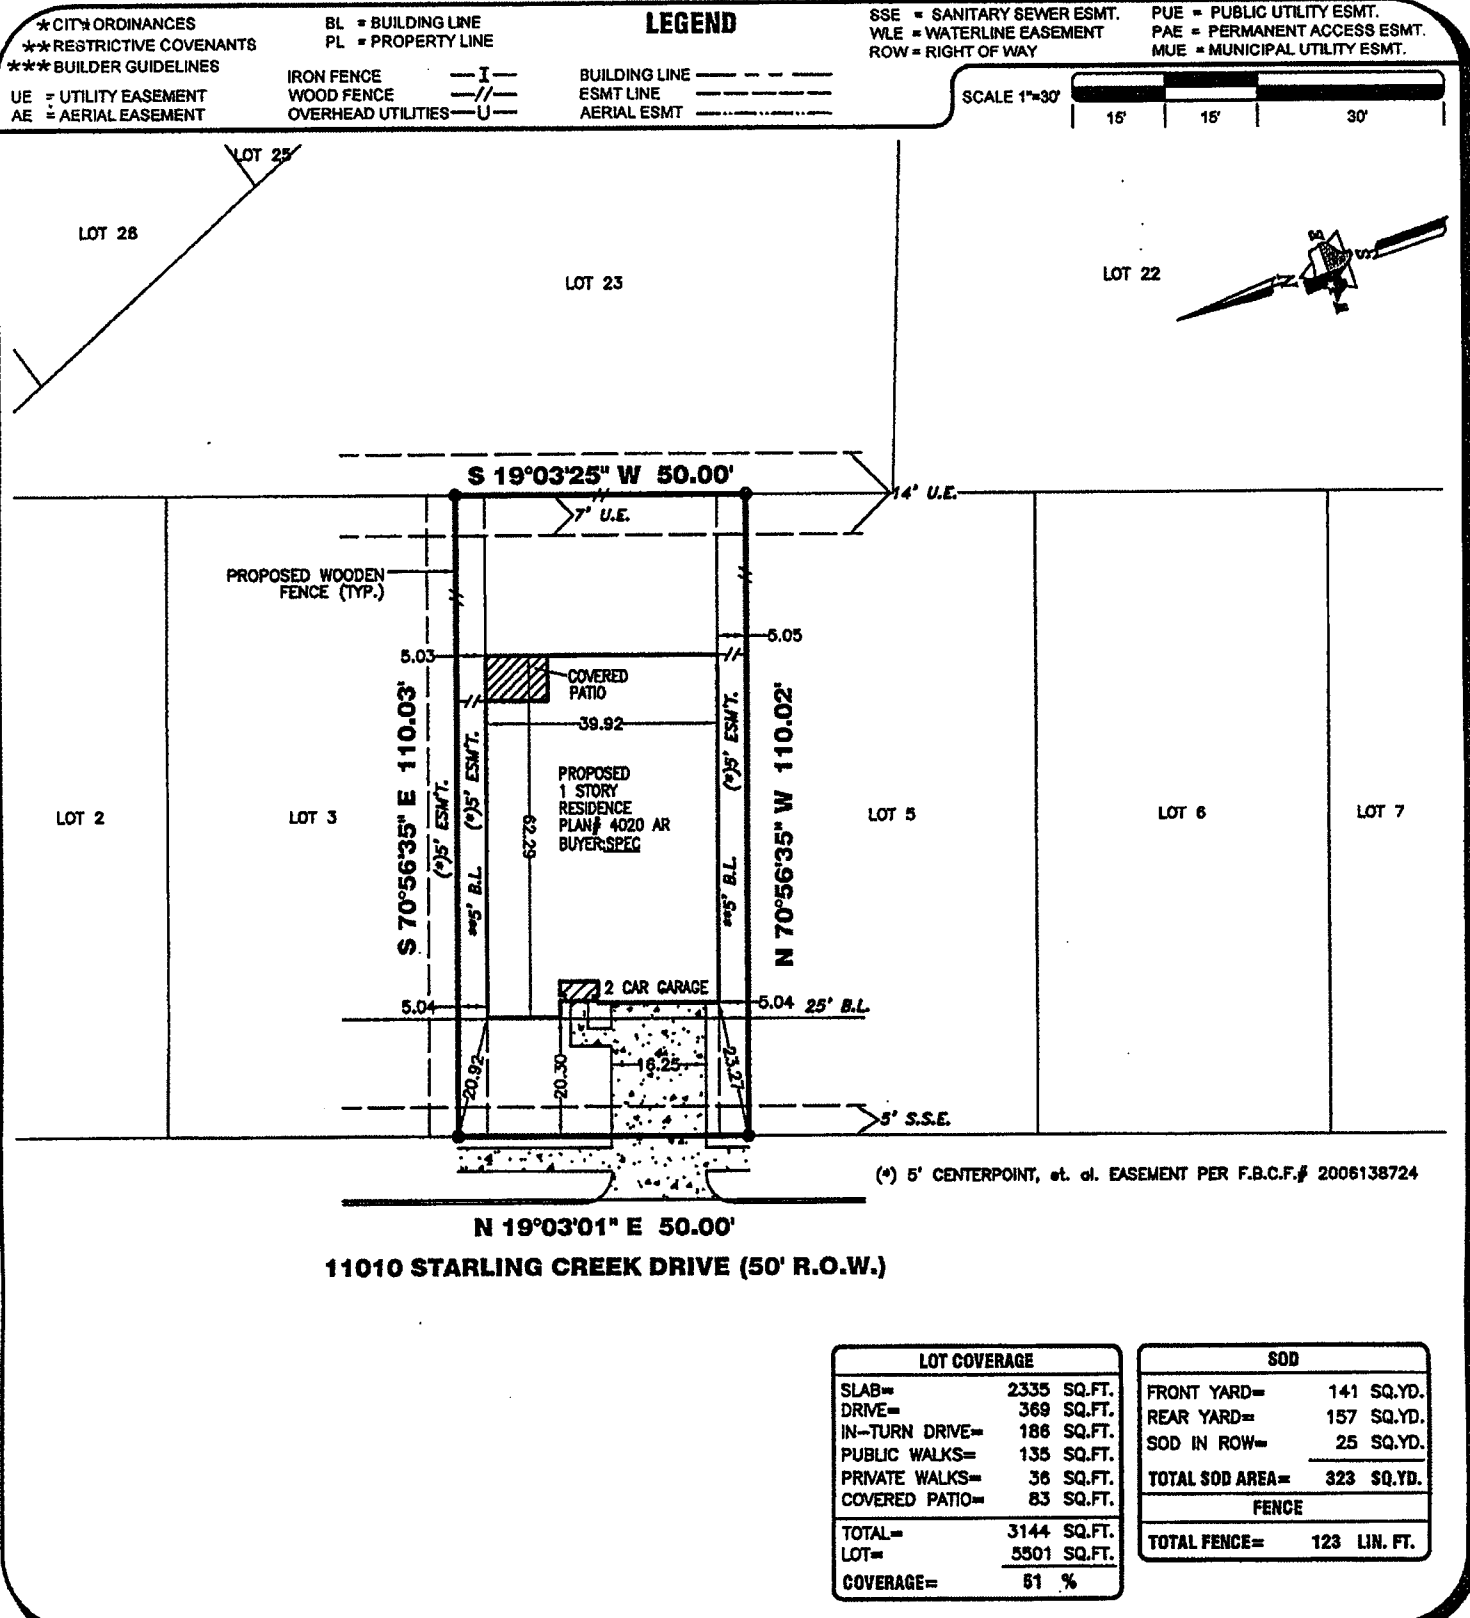 LEGEND
*CITY ORDINANCES
**RESTRICTIVE COVENANTS
***BUILDER GUIDELINES
UE = UTILITY EASEMENT
AE = AERIAL EASEMENT
BL = BUILDING LINE
PL = PROPERTY LINE
IRON FENCE —I—
WOOD FENCE —//—
OVERHEAD UTILITIES —U—
BUILDING LINE
ESMT LINE
AERIAL ESMT
SSE = SANITARY SEWER ESMT.
WLE = WATERLINE EASEMENT
ROW = RIGHT OF WAY
PUE = PUBLIC UTILITY ESMT.
PAE = PERMANENT ACCESS ESMT.
MUE = MUNICIPAL UTILITY ESMT.
SCALE 1"=30'
15' 15' 30'
LOT 25
LOT 26
LOT 23
LOT 22
N
S
E
S 19°03'25" W 50.00'
14' U.E.
7' U.E.
PROPOSED WOODEN
FENCE (TYP.)
5.03
5.05
COVERED
PATIO
39.92
S 70°56'35" E 110.03'
(*)5' ESM'T.
(*)5' ESM'T.
**5' B.L.
62.29
PROPOSED
1 STORY
RESIDENCE
PLAN# 4020 AR
BUYER:SPEC
(*)5' ESM'T.
**5' B.L.
N 70°56'35" W 110.02'
LOT 2
LOT 3
LOT 5
LOT 6
LOT 7
2 CAR GARAGE
5.04
5.04
25' B.L.
20.92
20.30
16.25
23.27
5' S.S.E.
(*) 5' CENTERPOINT, et. al. EASEMENT PER F.B.C.F.# 2006138724
N 19°03'01" E 50.00'
11010 STARLING CREEK DRIVE (50' R.O.W.)
LOT COVERAGE
SLAB= 2335 SQ.FT.
DRIVE= 369 SQ.FT.
IN-TURN DRIVE= 186 SQ.FT.
PUBLIC WALKS= 135 SQ.FT.
PRIVATE WALKS= 36 SQ.FT.
COVERED PATIO= 83 SQ.FT.
TOTAL= 3144 SQ.FT.
LOT= 5501 SQ.FT.
COVERAGE= 51 %
SOD
FRONT YARD= 141 SQ.YD.
REAR YARD= 157 SQ.YD.
SOD IN ROW= 25 SQ.YD.
TOTAL SOD AREA= 323 SQ.YD.
FENCE
TOTAL FENCE= 123 LIN. FT.